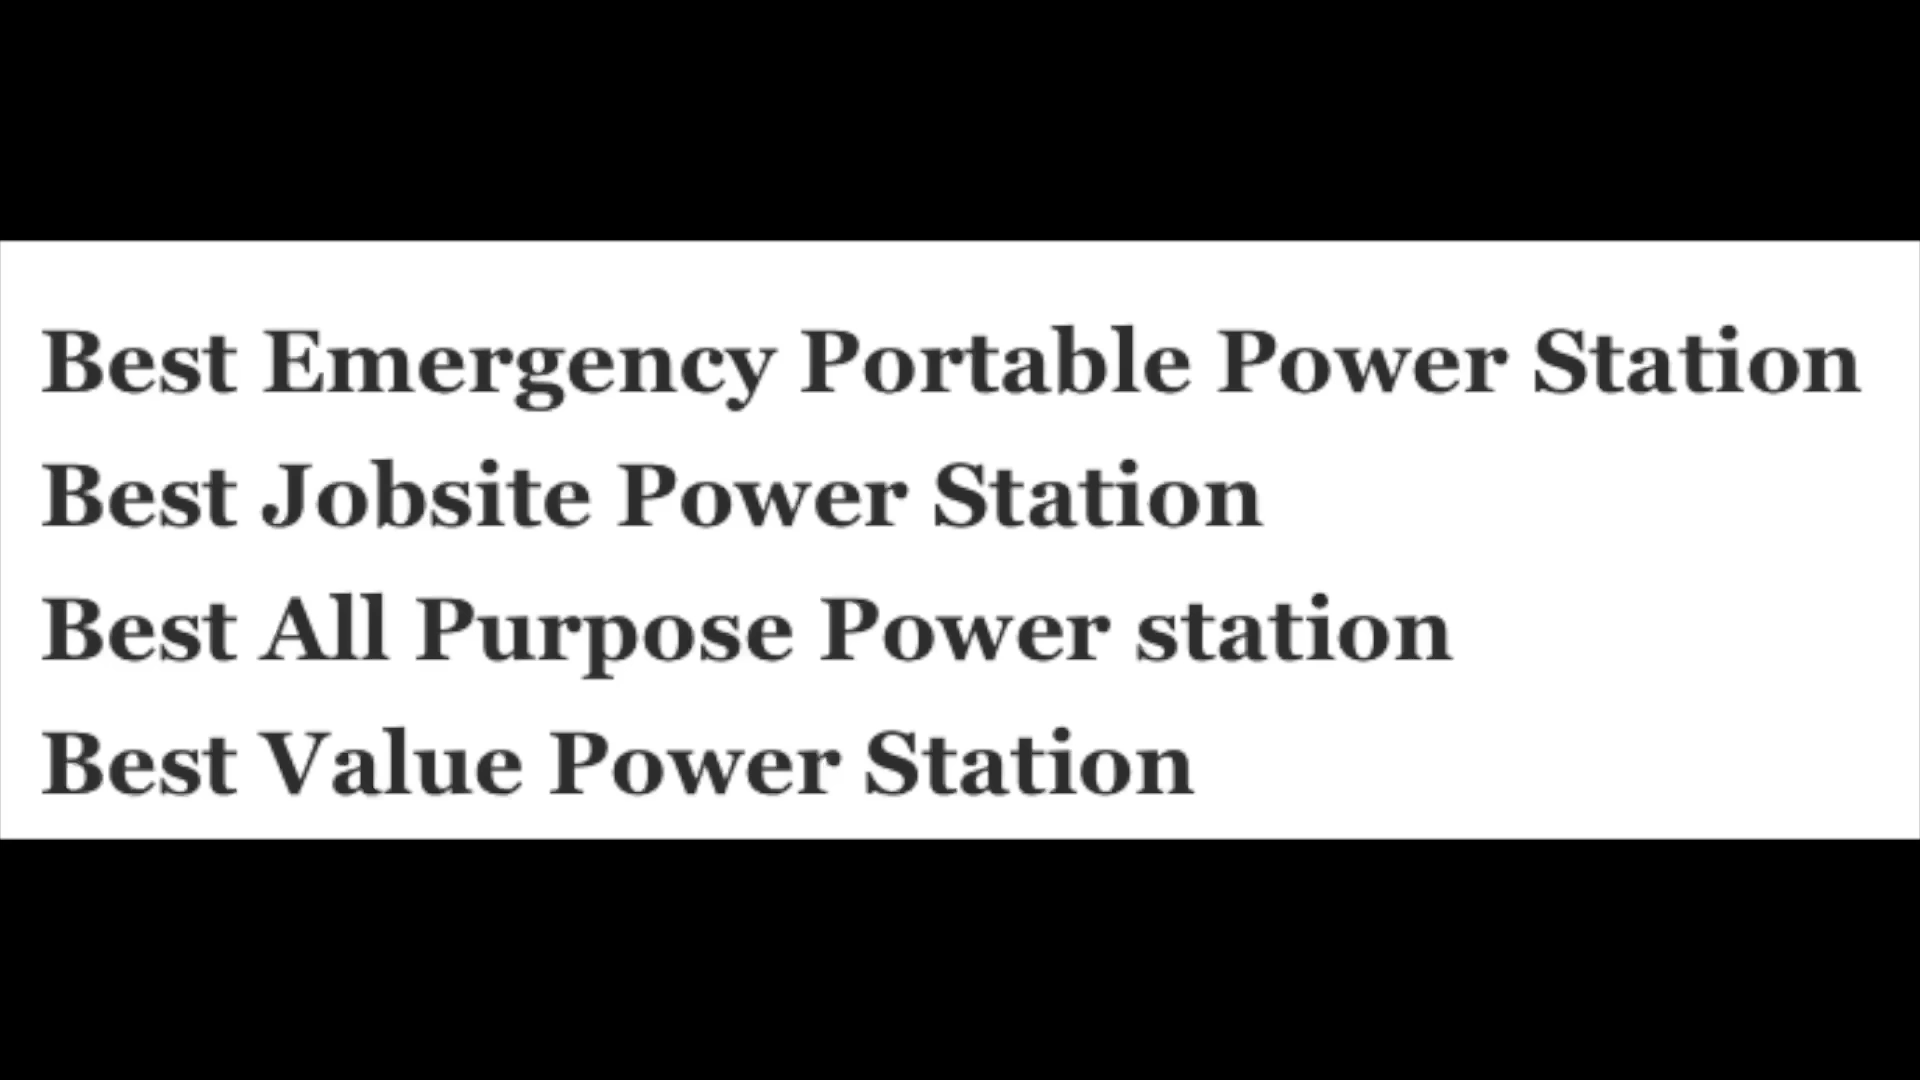 Best Emergency Portable Power Station
Best Jobsite Power Station
Best All Purpose Power station
Best Value Power Station